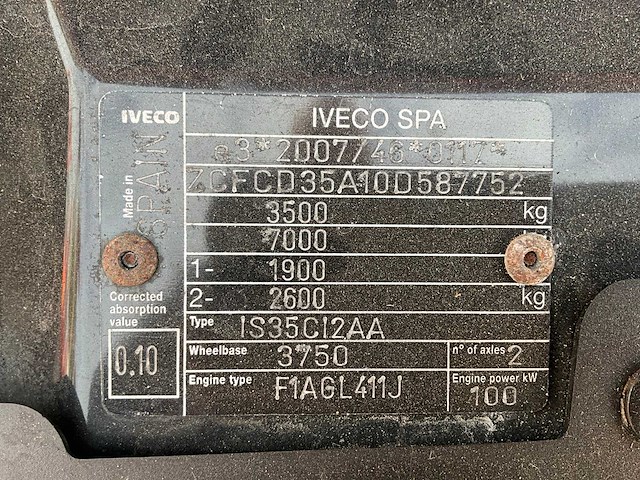 IVECO
IVECO SPA
Made in SPAIN
e3*2007/46*0117*
ZCFCD35A10D587752
3500 kg
7000
1- 1900
2- 2600 kg
Corrected
absorption
value
0.10
Type IS35CI2AA
Wheelbase 3750 n° of axles 2
Engine type F1AGL411J
Engine power kW
100